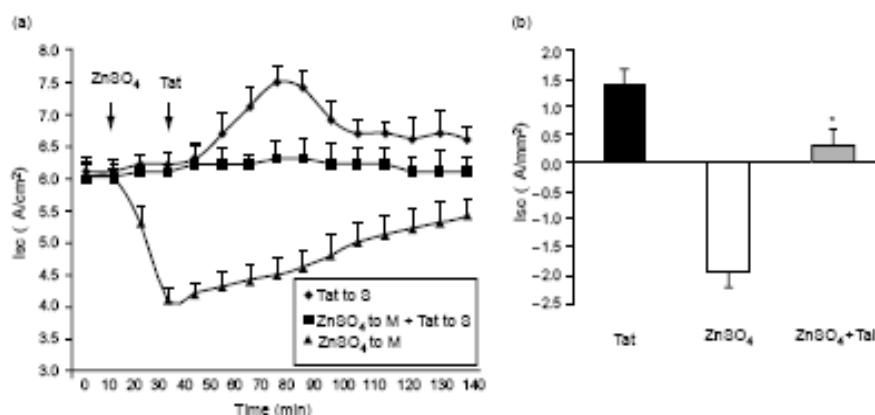 (a)
8.0
7.5
7.0
6.5
6.0
5.5
5.0
4.5
4.0
3.5
3.0
Isc ( A/cm²)
ZnSO₄
Tat
Tat to S
ZnSO₄ to M + Tat to S
ZnSO₄ to M
0 10 20 30 40 50 60 70 80 90 100 110 120 130 140
Time (min)
(b)
2.0
1.5
1.0
0.5
0.0
−0.5
−1.0
−1.5
−2.0
−2.5
Isc ( A/mm²)
*
Tat ZnSO₄ ZnSO₄+Tat